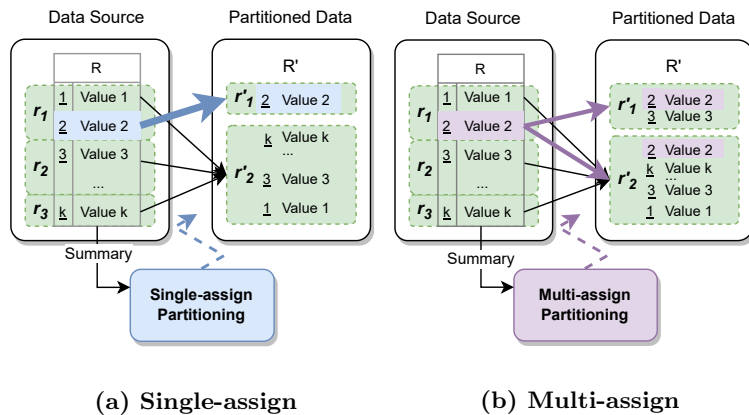 Data Source
Partitioned Data
R
R'
r1
1 Value 1
2 Value 2
r2
3 Value 3
...
r3
k Value k
r'1
2 Value 2
r'2
k Value k
...
3 Value 3
1 Value 1
Summary
Single-assign
Partitioning
(a) Single-assign
Data Source
Partitioned Data
R
R'
r1
1 Value 1
2 Value 2
r2
3 Value 3
...
r3
k Value k
r'1
2 Value 2
3 Value 3
r'2
2 Value 2
k Value k
3 Value 3
1 Value 1
Summary
Multi-assign
Partitioning
(b) Multi-assign